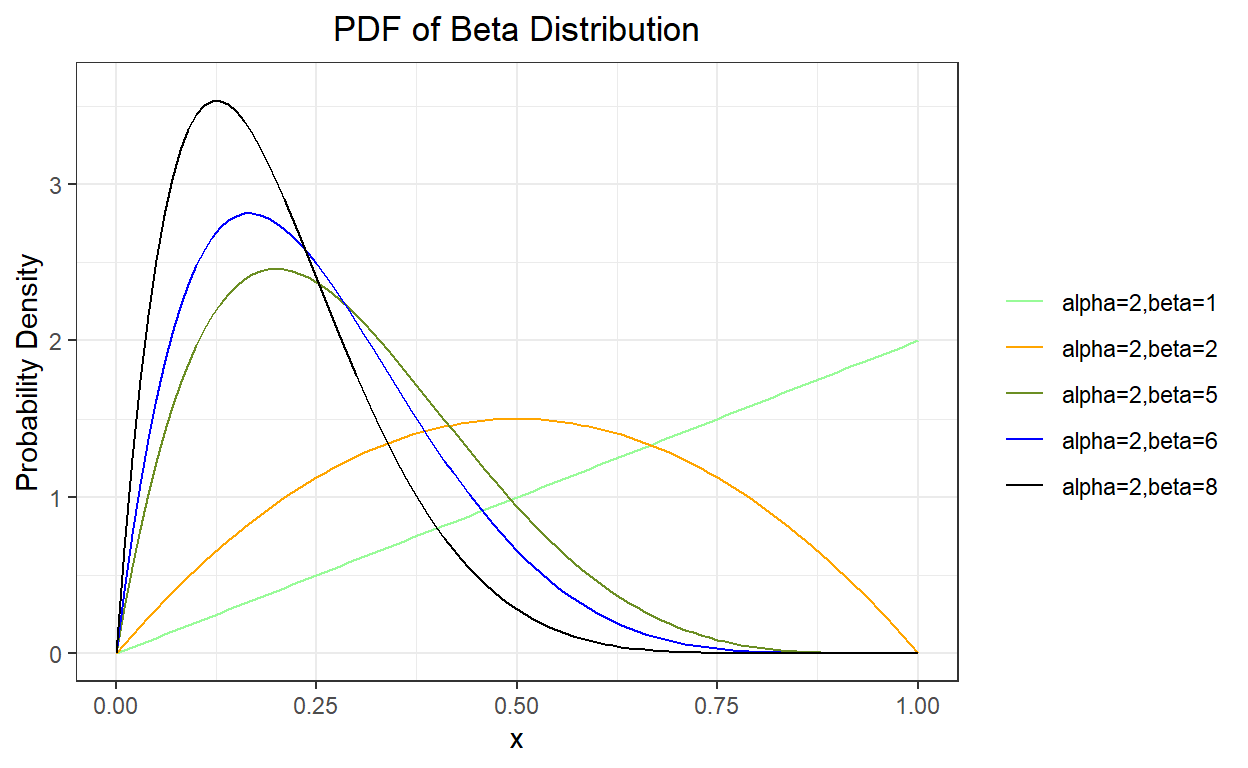 PDF of Beta Distribution
Probability Density
3
2
1
0
0.00 0.25 0.50 0.75 1.00
x
alpha=2,beta=1
alpha=2,beta=2
alpha=2,beta=5
alpha=2,beta=6
alpha=2,beta=8